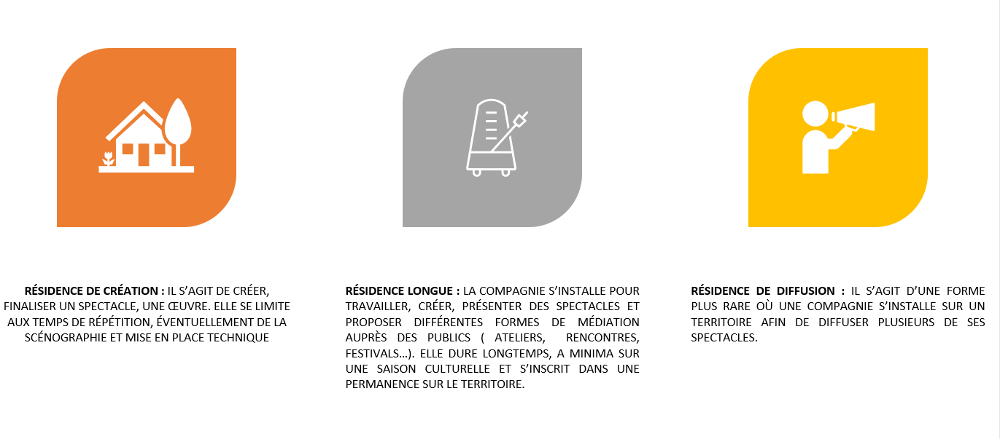 RÉSIDENCE DE CRÉATION : IL S’AGIT DE CRÉER,
FINALISER UN SPECTACLE, UNE ŒUVRE. ELLE SE LIMITE
AUX TEMPS DE RÉPÉTITION, ÉVENTUELLEMENT DE LA
SCÉNOGRAPHIE ET MISE EN PLACE TECHNIQUE
RÉSIDENCE LONGUE : LA COMPAGNIE S’INSTALLE POUR
TRAVAILLER, CRÉER, PRÉSENTER DES SPECTACLES ET
PROPOSER DIFFÉRENTES FORMES DE MÉDIATION
AUPRÈS DES PUBLICS ( ATELIERS, RENCONTRES,
FESTIVALS…). ELLE DURE LONGTEMPS, A MINIMA SUR
UNE SAISON CULTURELLE ET S’INSCRIT DANS UNE
PERMANENCE SUR LE TERRITOIRE.
RÉSIDENCE DE DIFFUSION : IL S’AGIT D’UNE FORME
PLUS RARE OÙ UNE COMPAGNIE S’INSTALLE SUR UN
TERRITOIRE AFIN DE DIFFUSER PLUSIEURS DE SES
SPECTACLES.